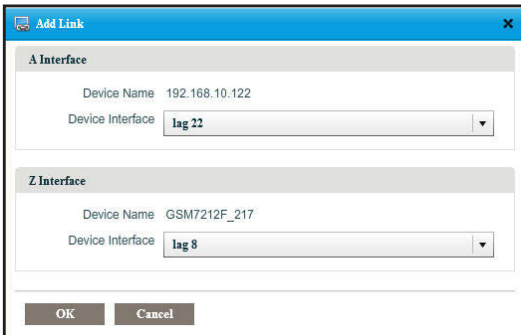 Add Link
A Interface
Device Name 192.168.10.122
Device Interface lag 22
Z Interface
Device Name GSM7212F_217
Device Interface lag 8
OK Cancel